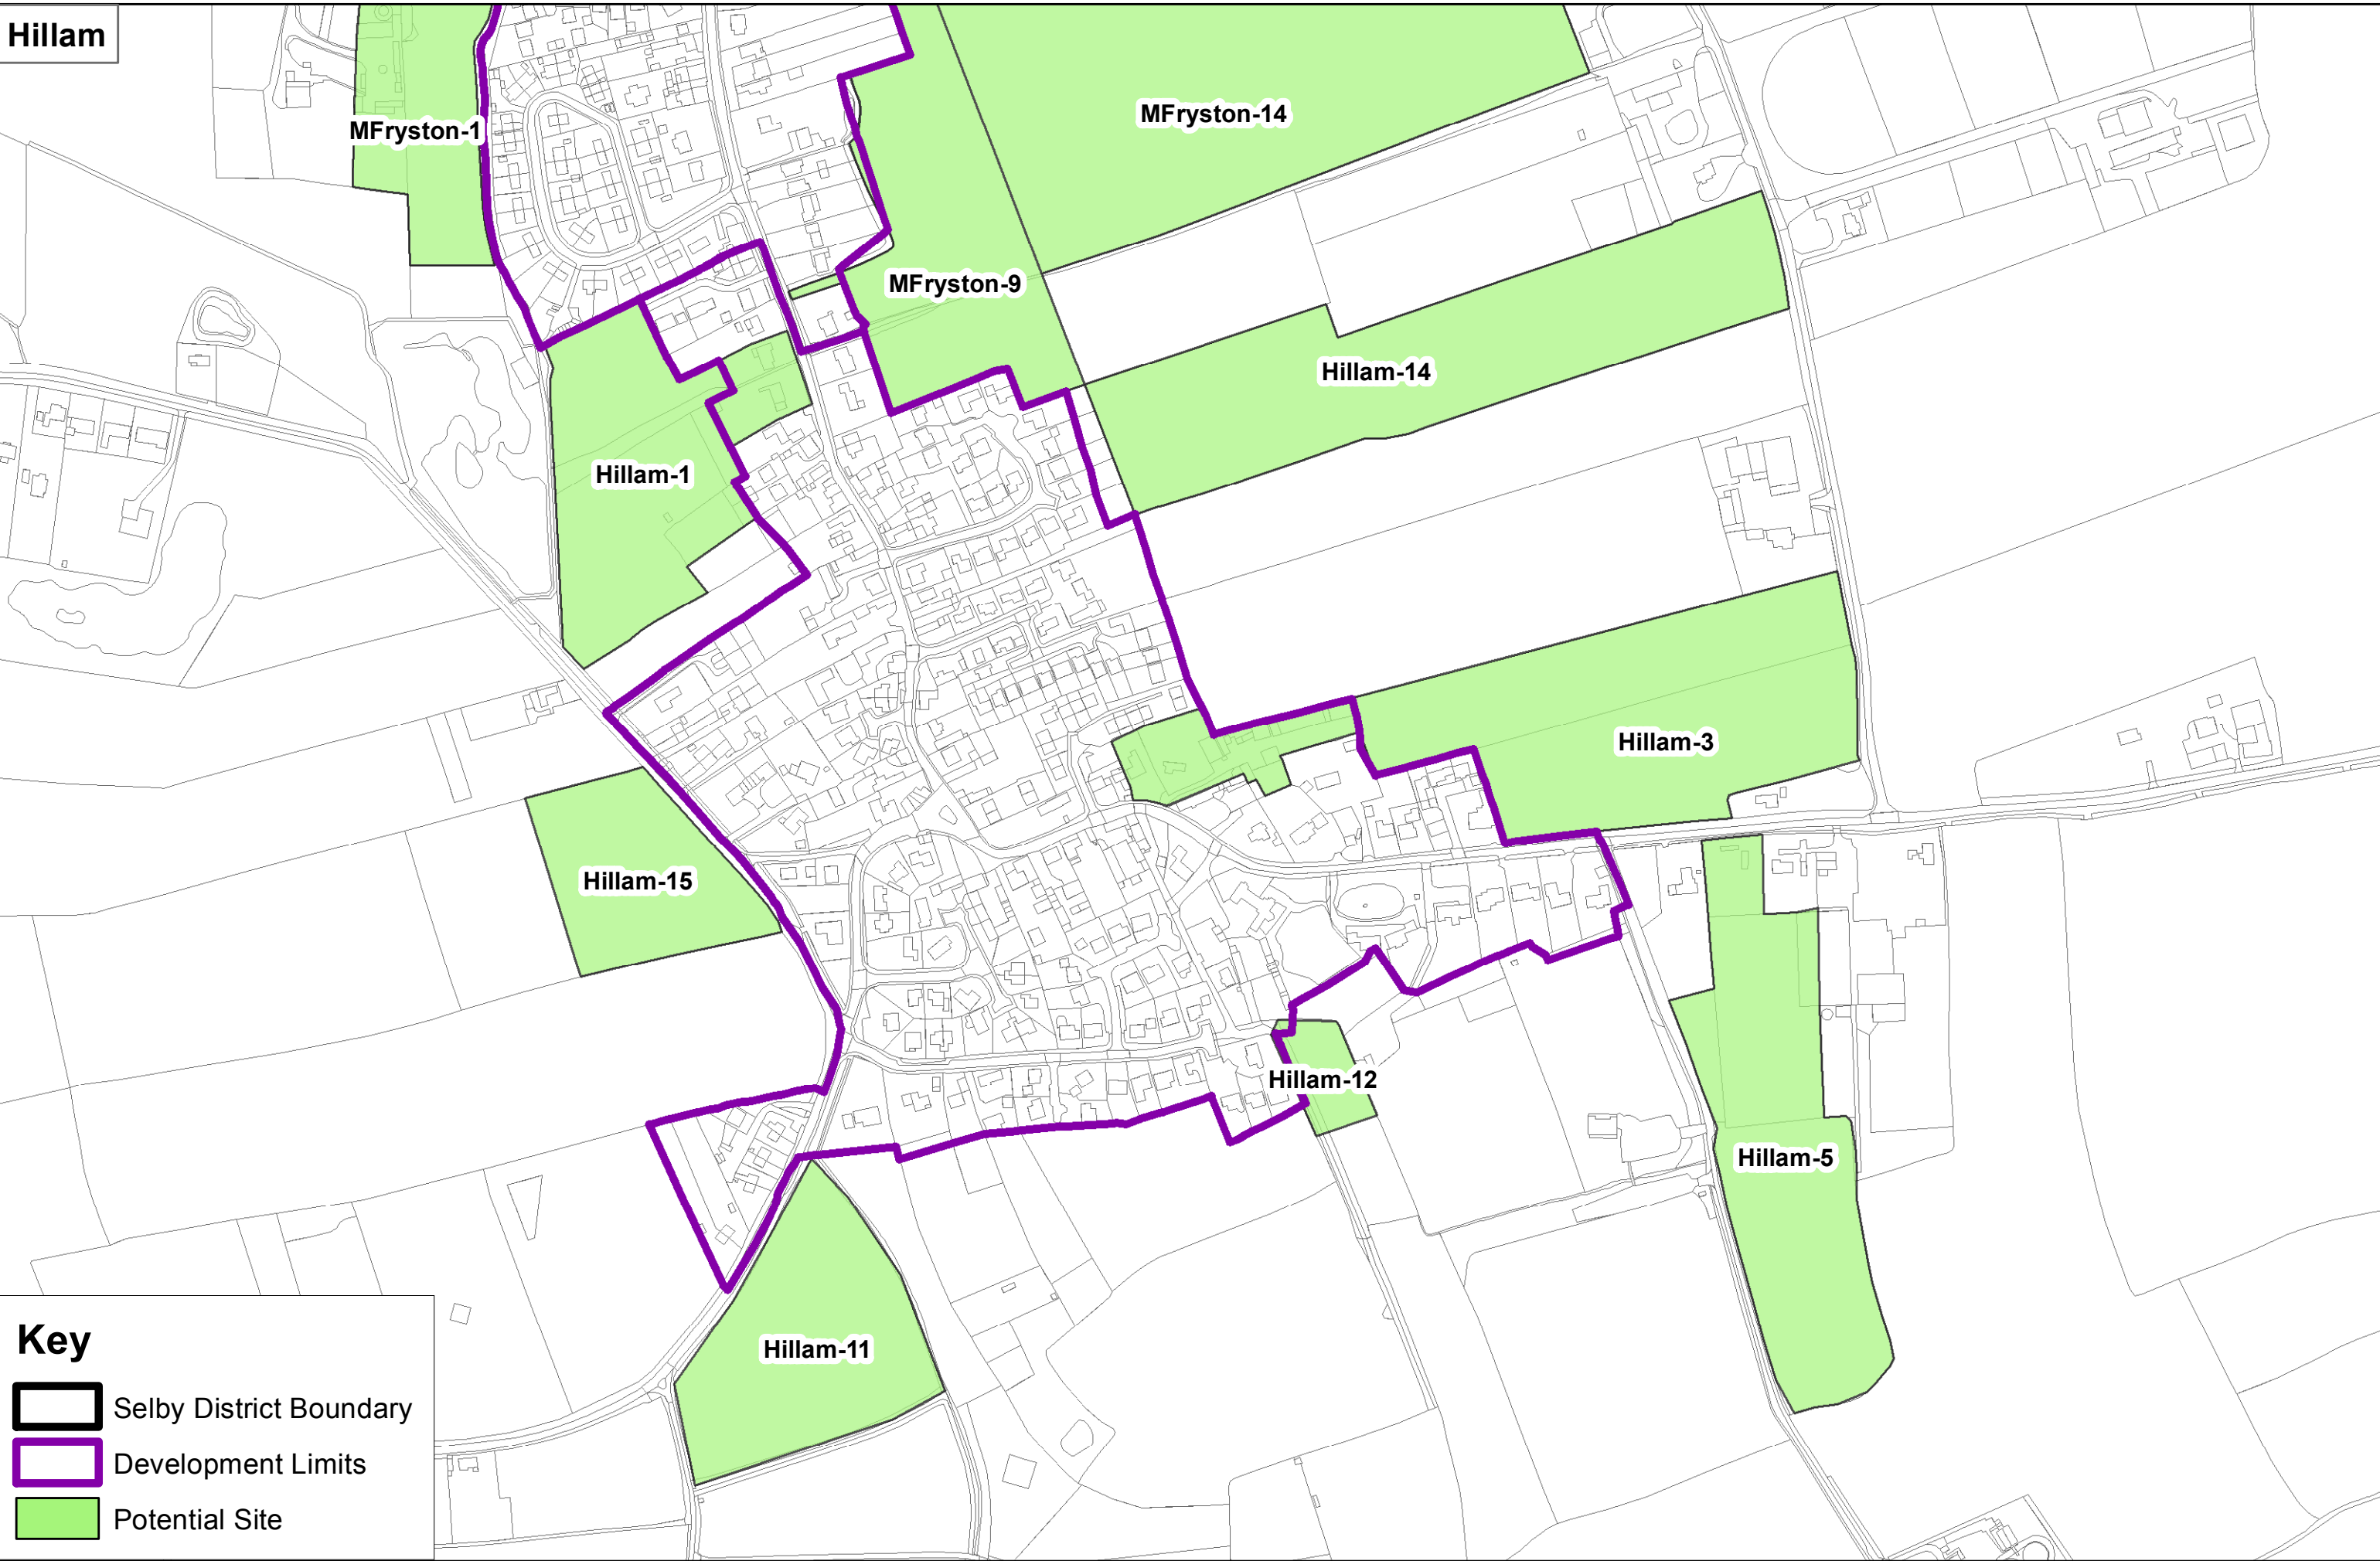 Hillam
MFryston-1
MFryston-14
MFryston-9
Hillam-14
Hillam-1
Hillam-3
Hillam-15
Hillam-12
Hillam-5
Hillam-11
Key
Selby District Boundary
Development Limits
Potential Site